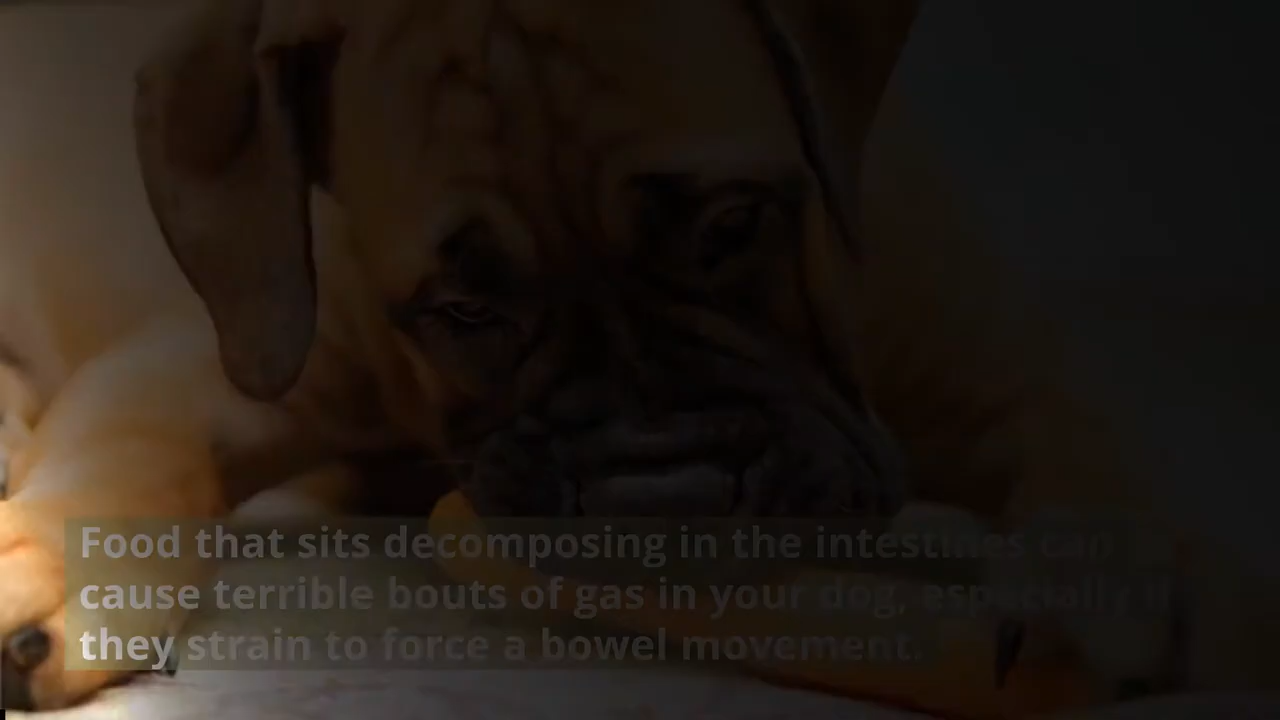 Food that sits decomposing in the intestines can
cause terrible bouts of gas in your dog, especially if
they strain to force a bowel movement.